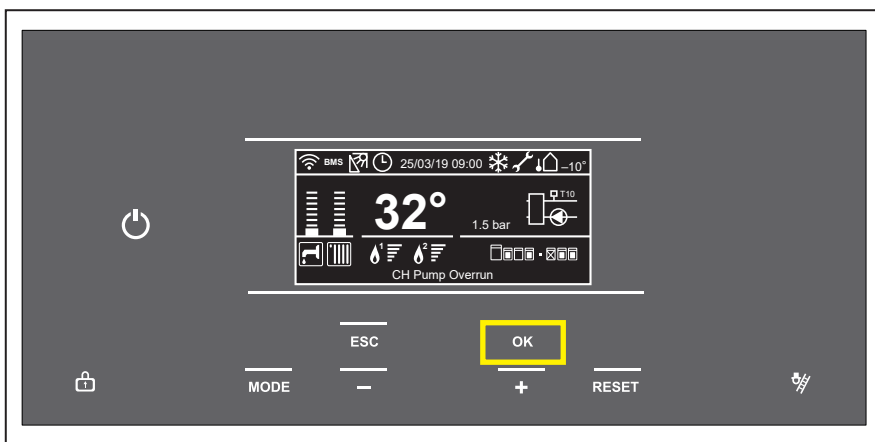 BMS 25/03/19 09:00 –10°
T10
32°
1.5 bar
1 2
CH Pump Overrun
ESC OK
MODE – + RESET